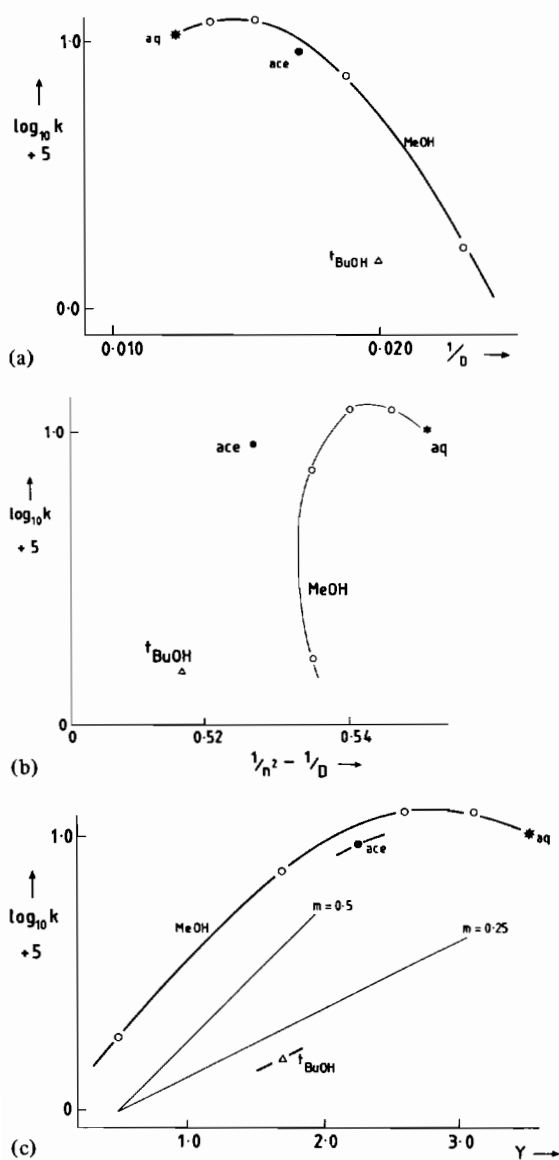 1·0
aq
ace
↑
log₁₀ k
+ 5
MeOH
ᵗBuOH
0·0
0·010
0·020
1/D →
(a)
1·0
ace
aq
↑
log₁₀ k
+ 5
MeOH
ᵗBuOH
0
0
0·52
0·54
1/n² − 1/D →
(b)
1·0
aq
ace
↑
log₁₀ k
+5
MeOH
m = 0·5
m = 0·25
ᵗBuOH
0
1·0
2·0
3·0
Y →
(c)